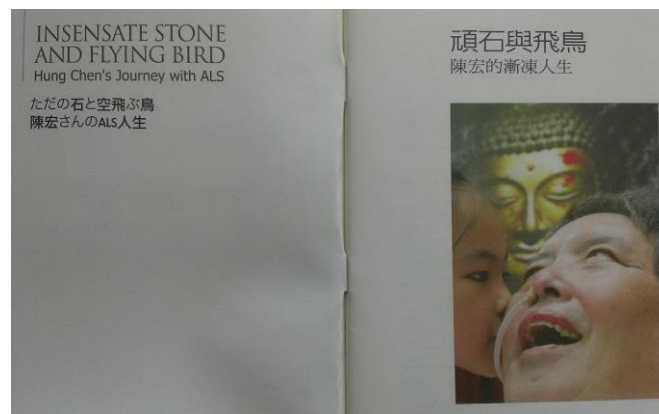 INSENSATE STONE
AND FLYING BIRD
Hung Chen's Journey with ALS
ただの石と空飛ぶ鳥
陳宏さんのALS人生
頑石與飛鳥
陳宏的漸凍人生